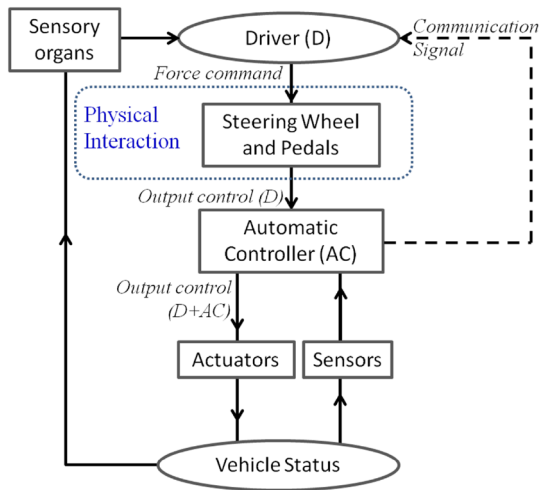 Sensory
organs
Driver (D)
Communication
Signal
Force command
Physical
Interaction
Steering Wheel
and Pedals
Output control (D)
Automatic
Controller (AC)
Output control
(D+AC)
Actuators
Sensors
Vehicle Status